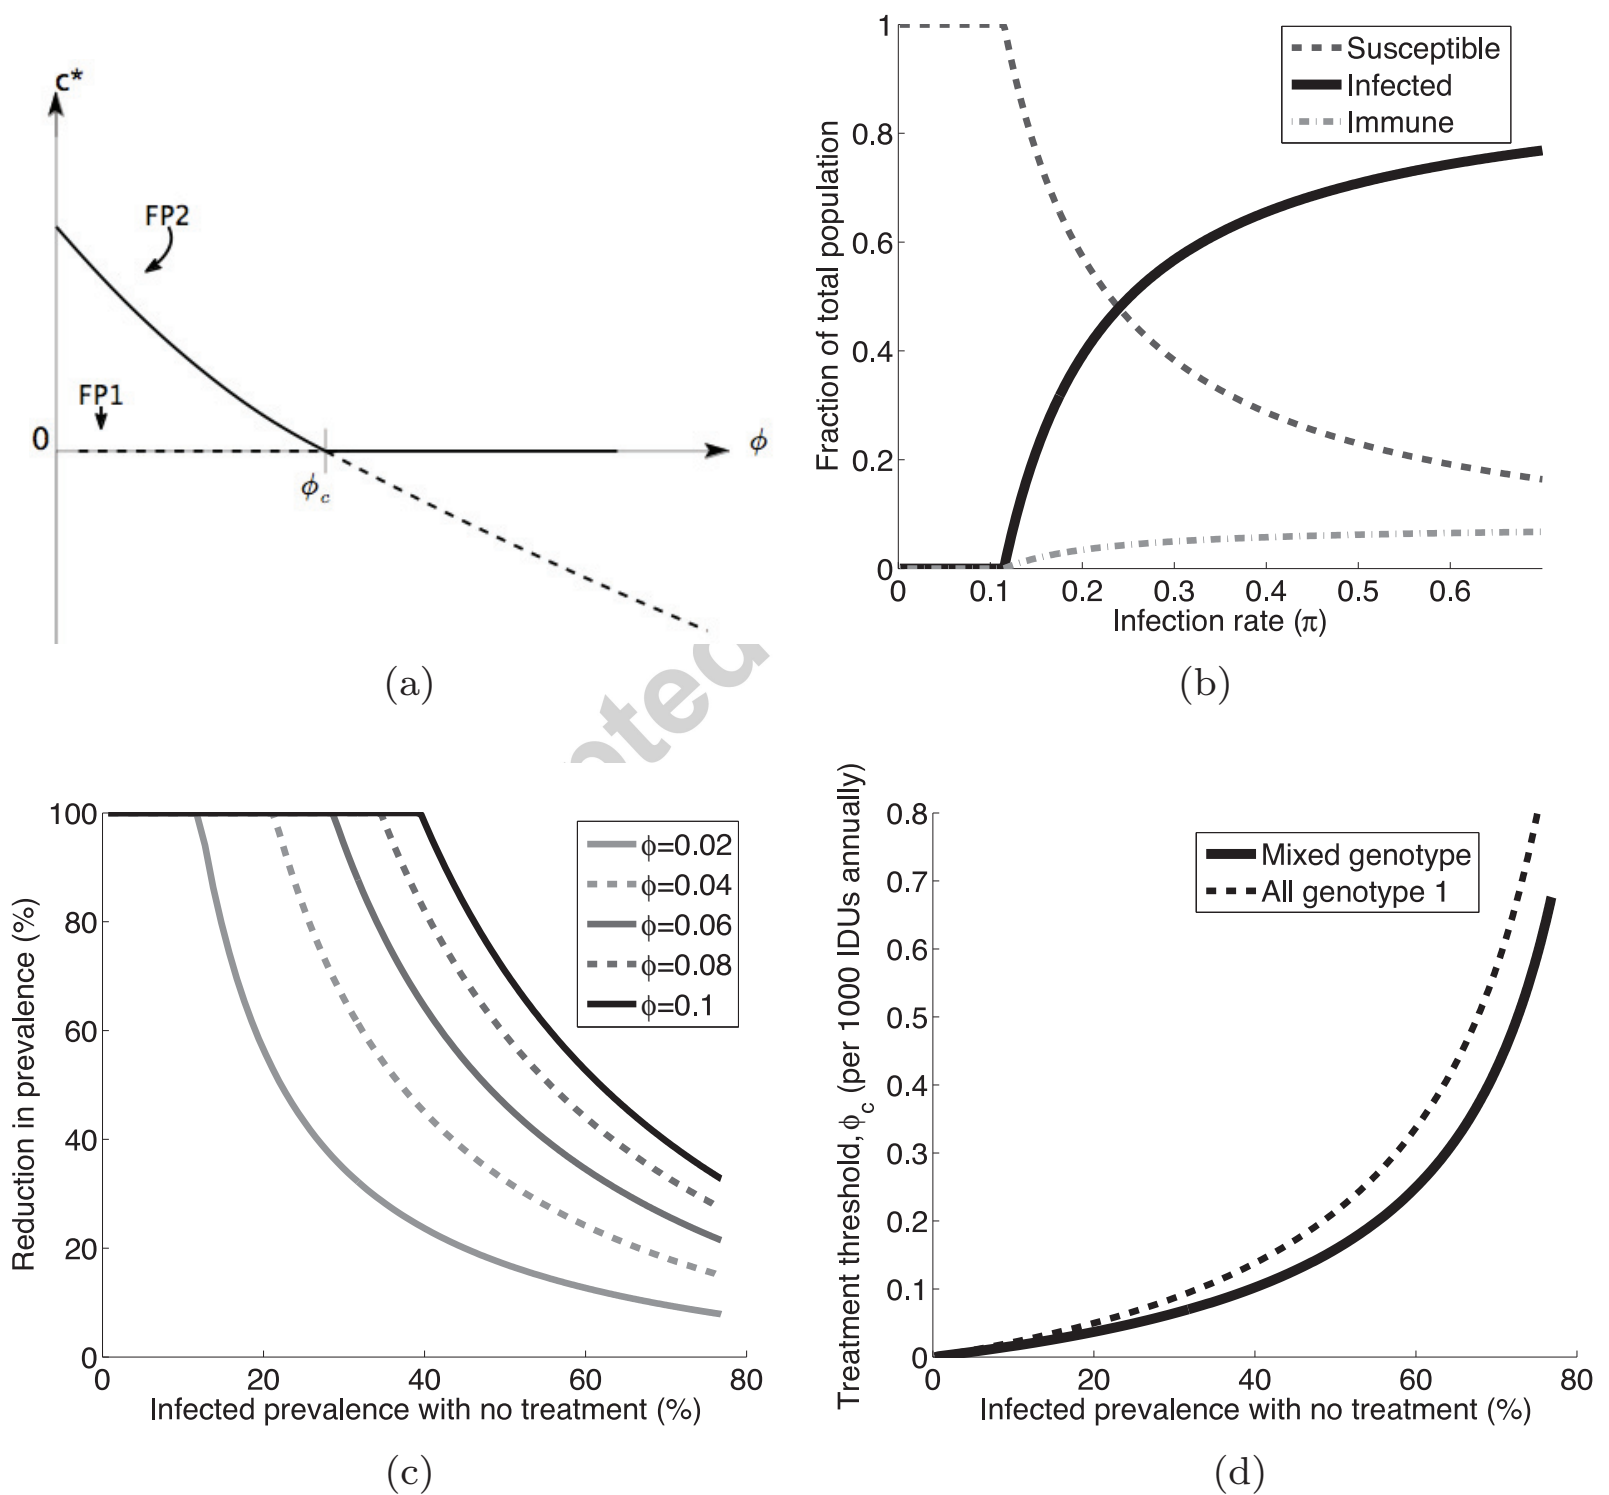 c*
FP2
FP1
0
ϕ
ϕc
(a)
1
0.8
0.6
0.4
0.2
0
0 0.1 0.2 0.3 0.4 0.5 0.6
Fraction of total population
Infection rate (π)
Susceptible
Infected
Immune
(b)
pted
100
80
60
40
20
0
0 20 40 60 80
Reduction in prevalence (%)
Infected prevalence with no treatment (%)
ϕ=0.02
ϕ=0.04
ϕ=0.06
ϕ=0.08
ϕ=0.1
(c)
0.8
0.7
0.6
0.5
0.4
0.3
0.2
0.1
0
0 20 40 60 80
Treatment threshold, ϕc (per 1000 IDUs annually)
Infected prevalence with no treatment (%)
Mixed genotype
All genotype 1
(d)